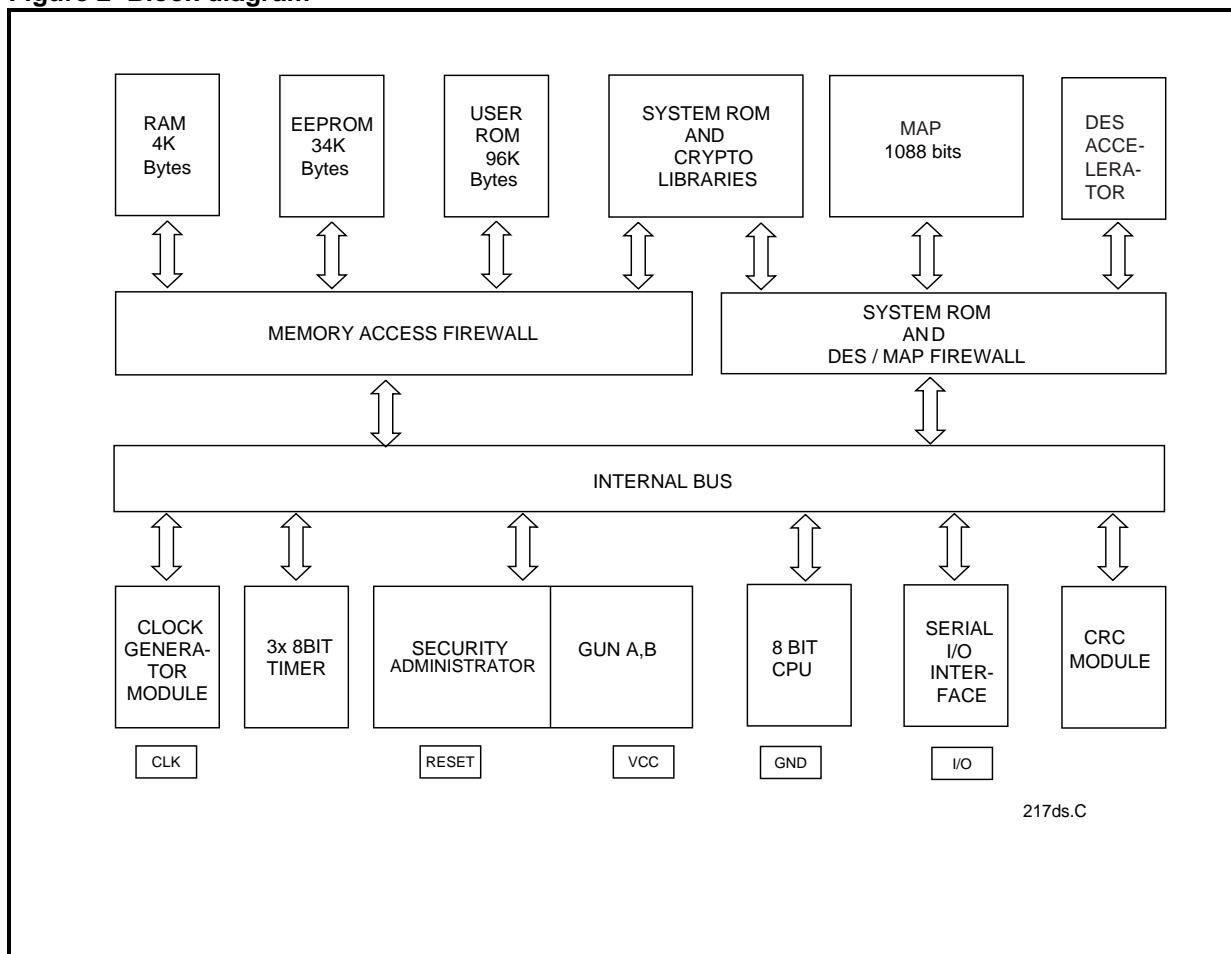 Figure 2 Block diagram
RAM
4K
Bytes
EEPROM
34K
Bytes
USER
ROM
96K
Bytes
SYSTEM ROM
AND
CRYPTO
LIBRARIES
MAP
1088 bits
DES
ACCE-
LERA-
TOR
MEMORY ACCESS FIREWALL
SYSTEM ROM
AND
DES / MAP FIREWALL
INTERNAL BUS
CLOCK
GENERA-
TOR
MODULE
3x 8BIT
TIMER
SECURITY
ADMINISTRATOR
GUN A,B
8 BIT
CPU
SERIAL
I/O
INTER-
FACE
CRC
MODULE
CLK
RESET
VCC
GND
I/O
217ds.C